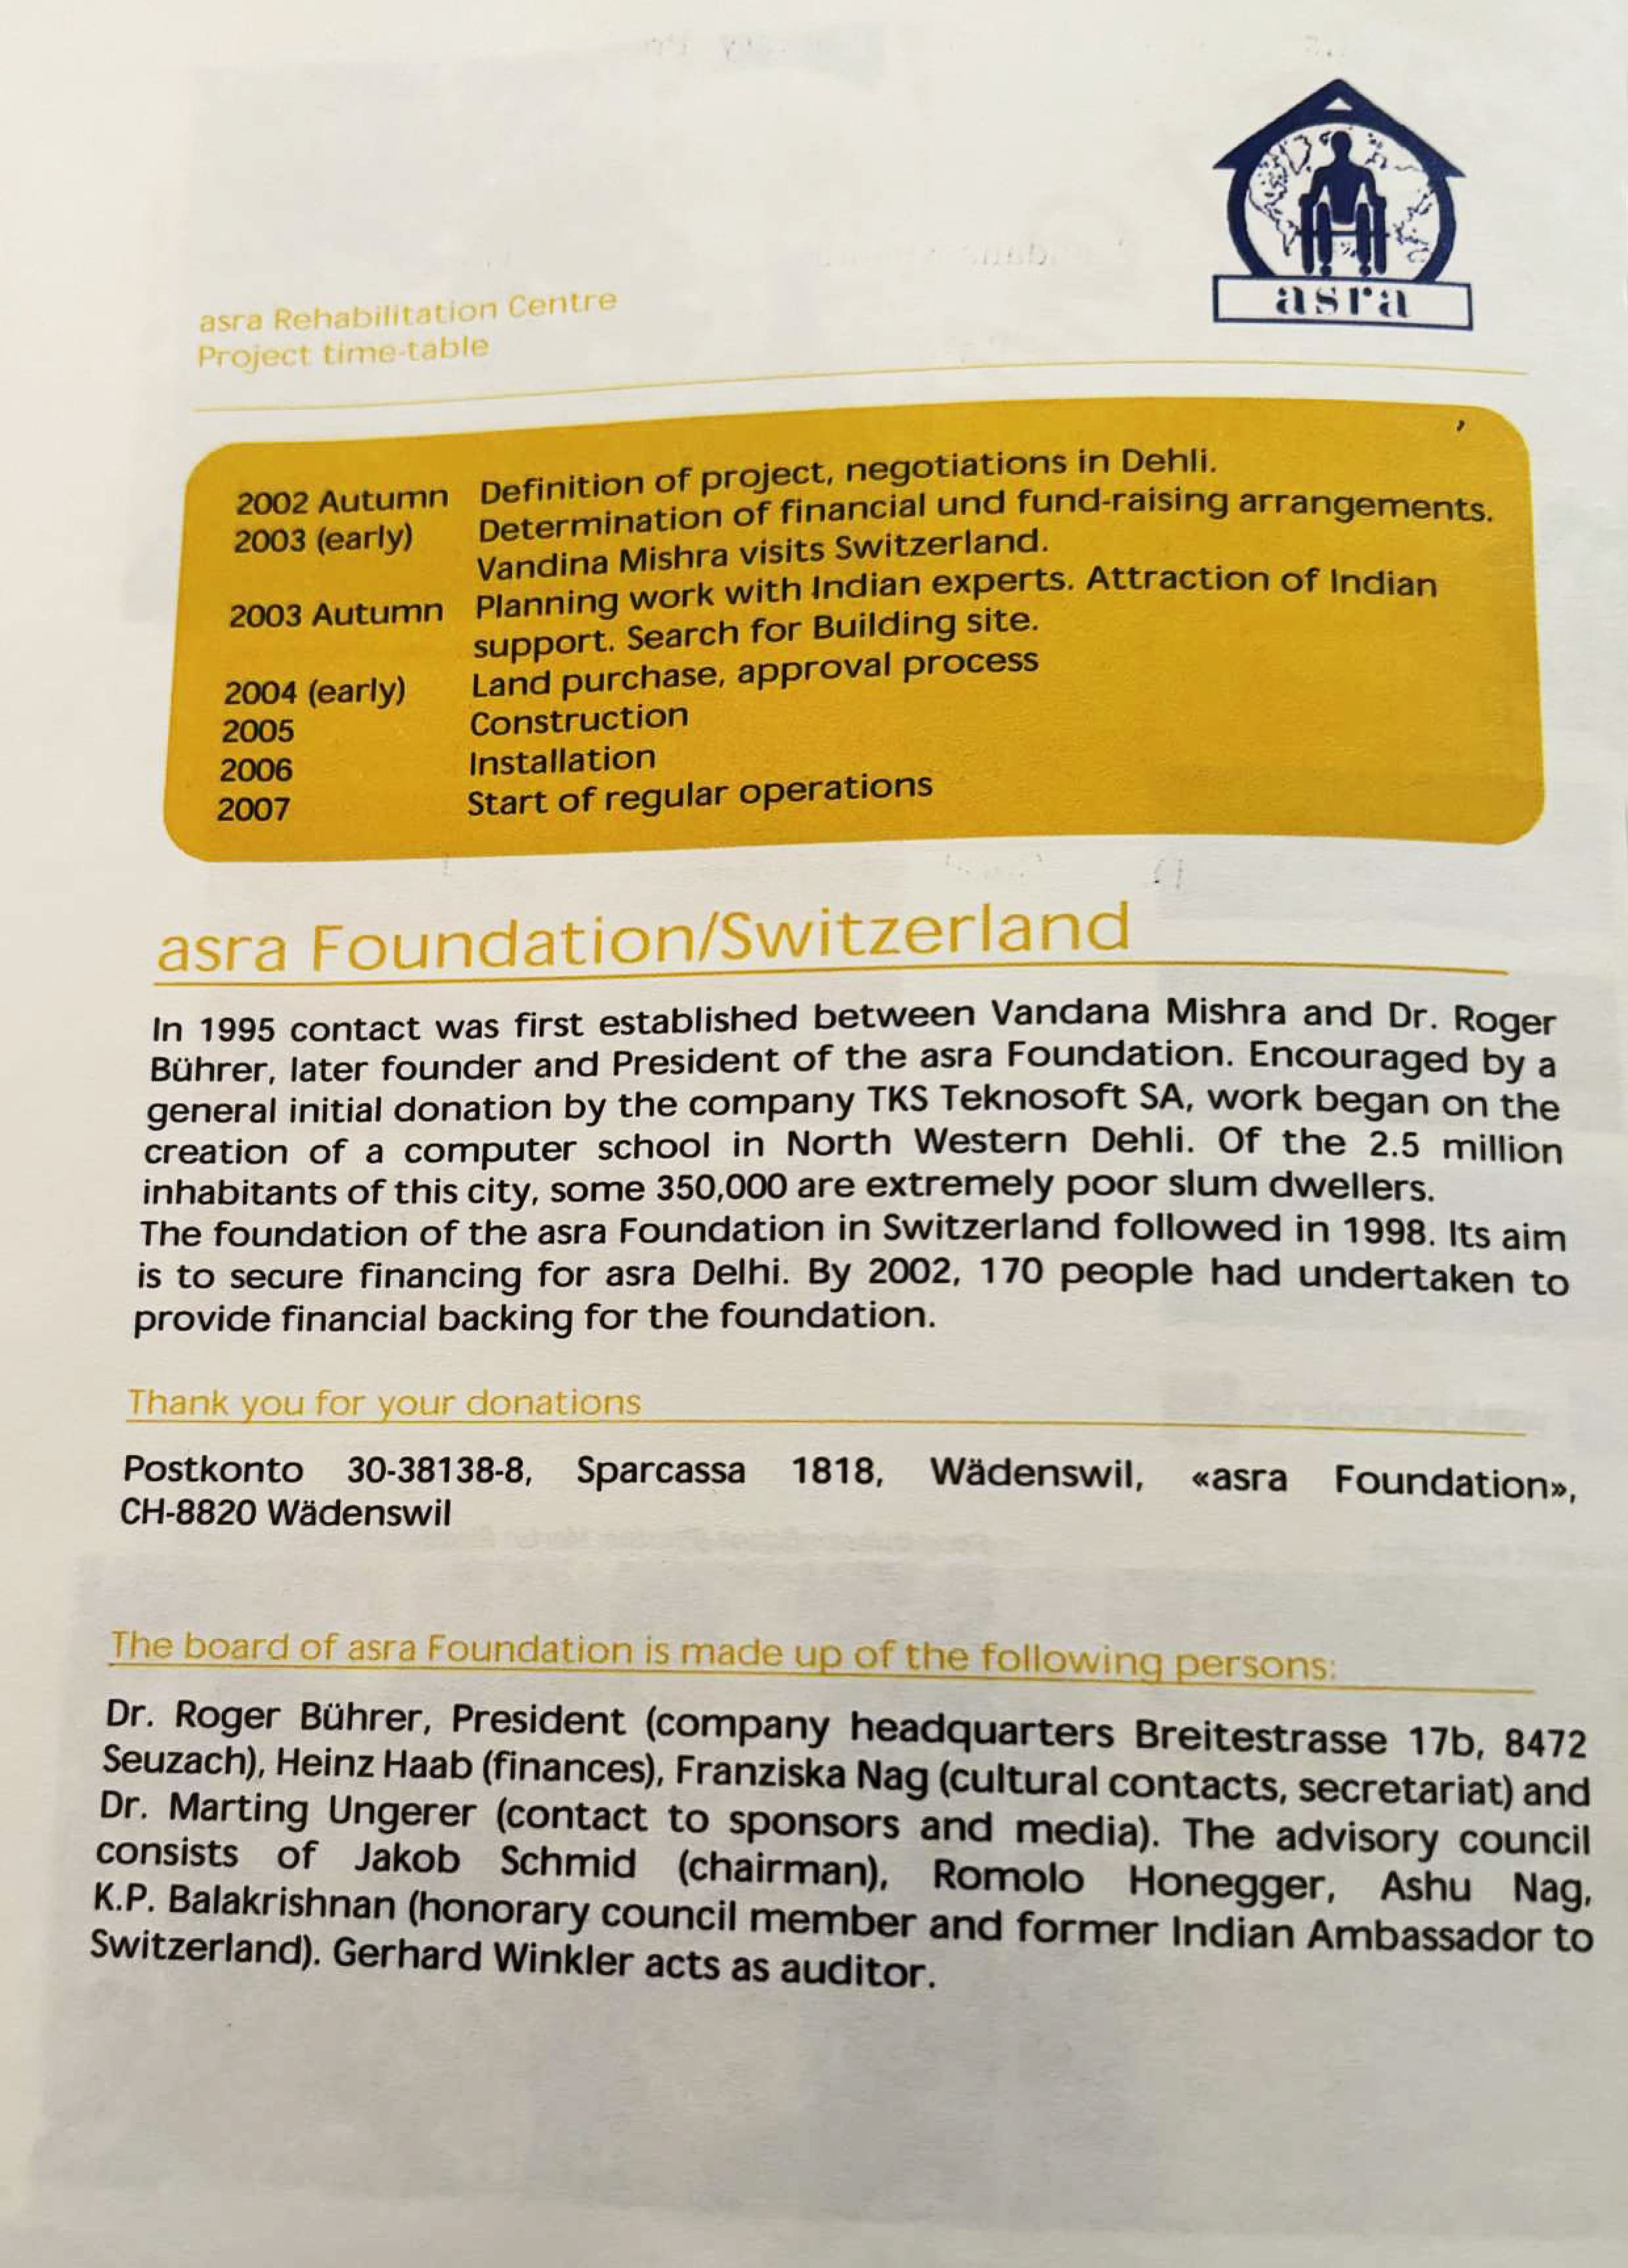 asra
asra Rehabilitation Centre
Project time-table
2002 Autumn Definition of project, negotiations in Dehli.
2003 (early) Determination of financial und fund-raising arrangements.
Vandina Mishra visits Switzerland.
2003 Autumn Planning work with Indian experts. Attraction of Indian
support. Search for Building site.
2004 (early) Land purchase, approval process
2005 Construction
2006 Installation
2007 Start of regular operations
asra Foundation/Switzerland
In 1995 contact was first established between Vandana Mishra and Dr. Roger
Bührer, later founder and President of the asra Foundation. Encouraged by a
general initial donation by the company TKS Teknosoft SA, work began on the
creation of a computer school in North Western Dehli. Of the 2.5 million
inhabitants of this city, some 350,000 are extremely poor slum dwellers.
The foundation of the asra Foundation in Switzerland followed in 1998. Its aim
is to secure financing for asra Delhi. By 2002, 170 people had undertaken to
provide financial backing for the foundation.
Thank you for your donations
Postkonto 30-38138-8, Sparcassa 1818, Wädenswil, «asra Foundation»,
CH-8820 Wädenswil
The board of asra Foundation is made up of the following persons:
Dr. Roger Bührer, President (company headquarters Breitestrasse 17b, 8472
Seuzach), Heinz Haab (finances), Franziska Nag (cultural contacts, secretariat) and
Dr. Marting Ungerer (contact to sponsors and media). The advisory council
consists of Jakob Schmid (chairman), Romolo Honegger, Ashu Nag,
K.P. Balakrishnan (honorary council member and former Indian Ambassador to
Switzerland). Gerhard Winkler acts as auditor.